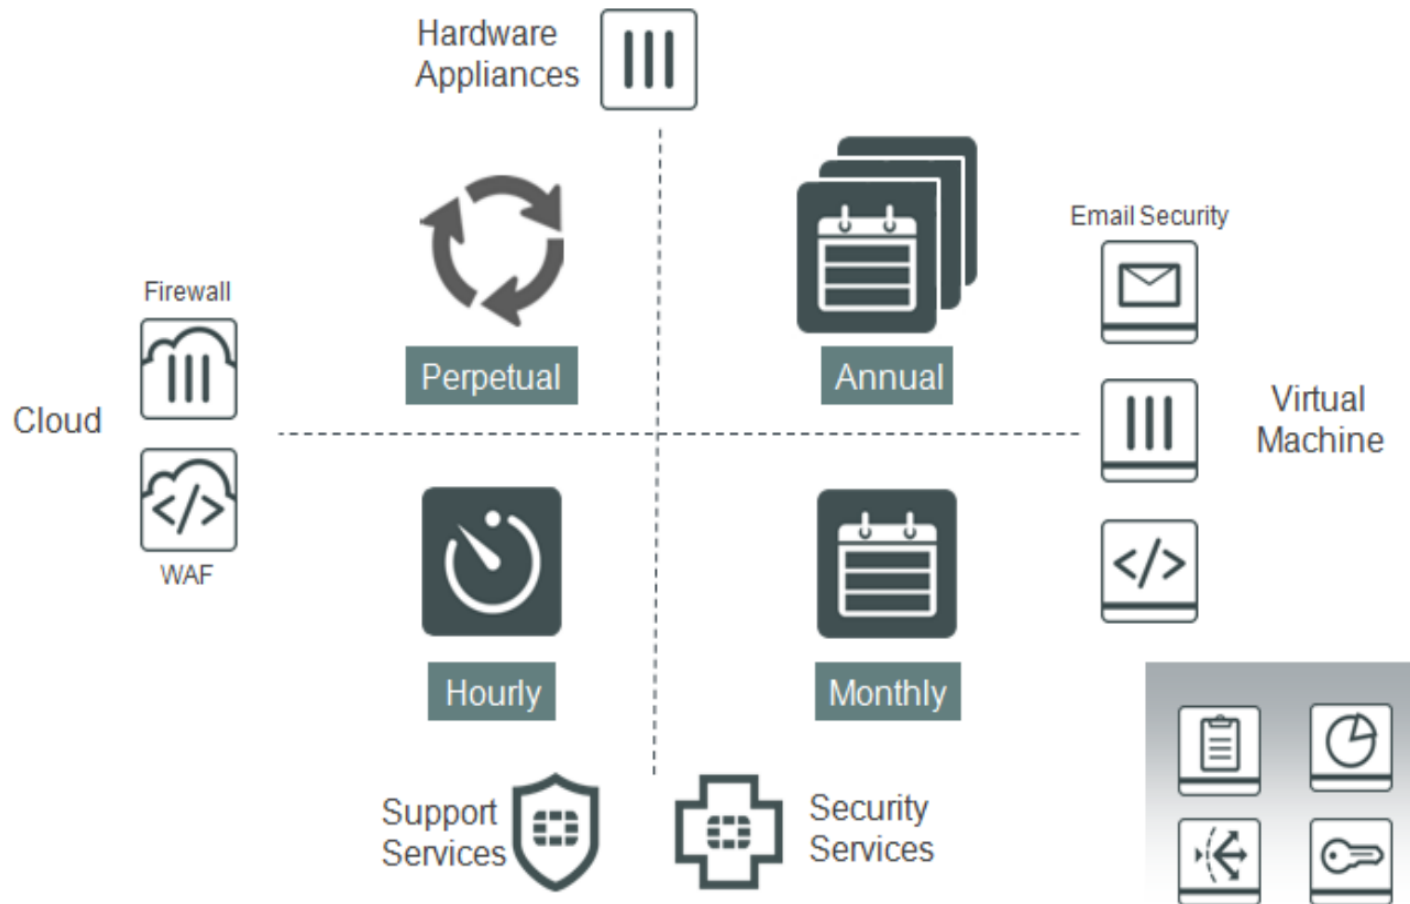 Hardware
Appliances
Email Security
Firewall
Perpetual
Annual
Cloud
Virtual
Machine
WAF
Hourly
Monthly
Support
Services
Security
Services